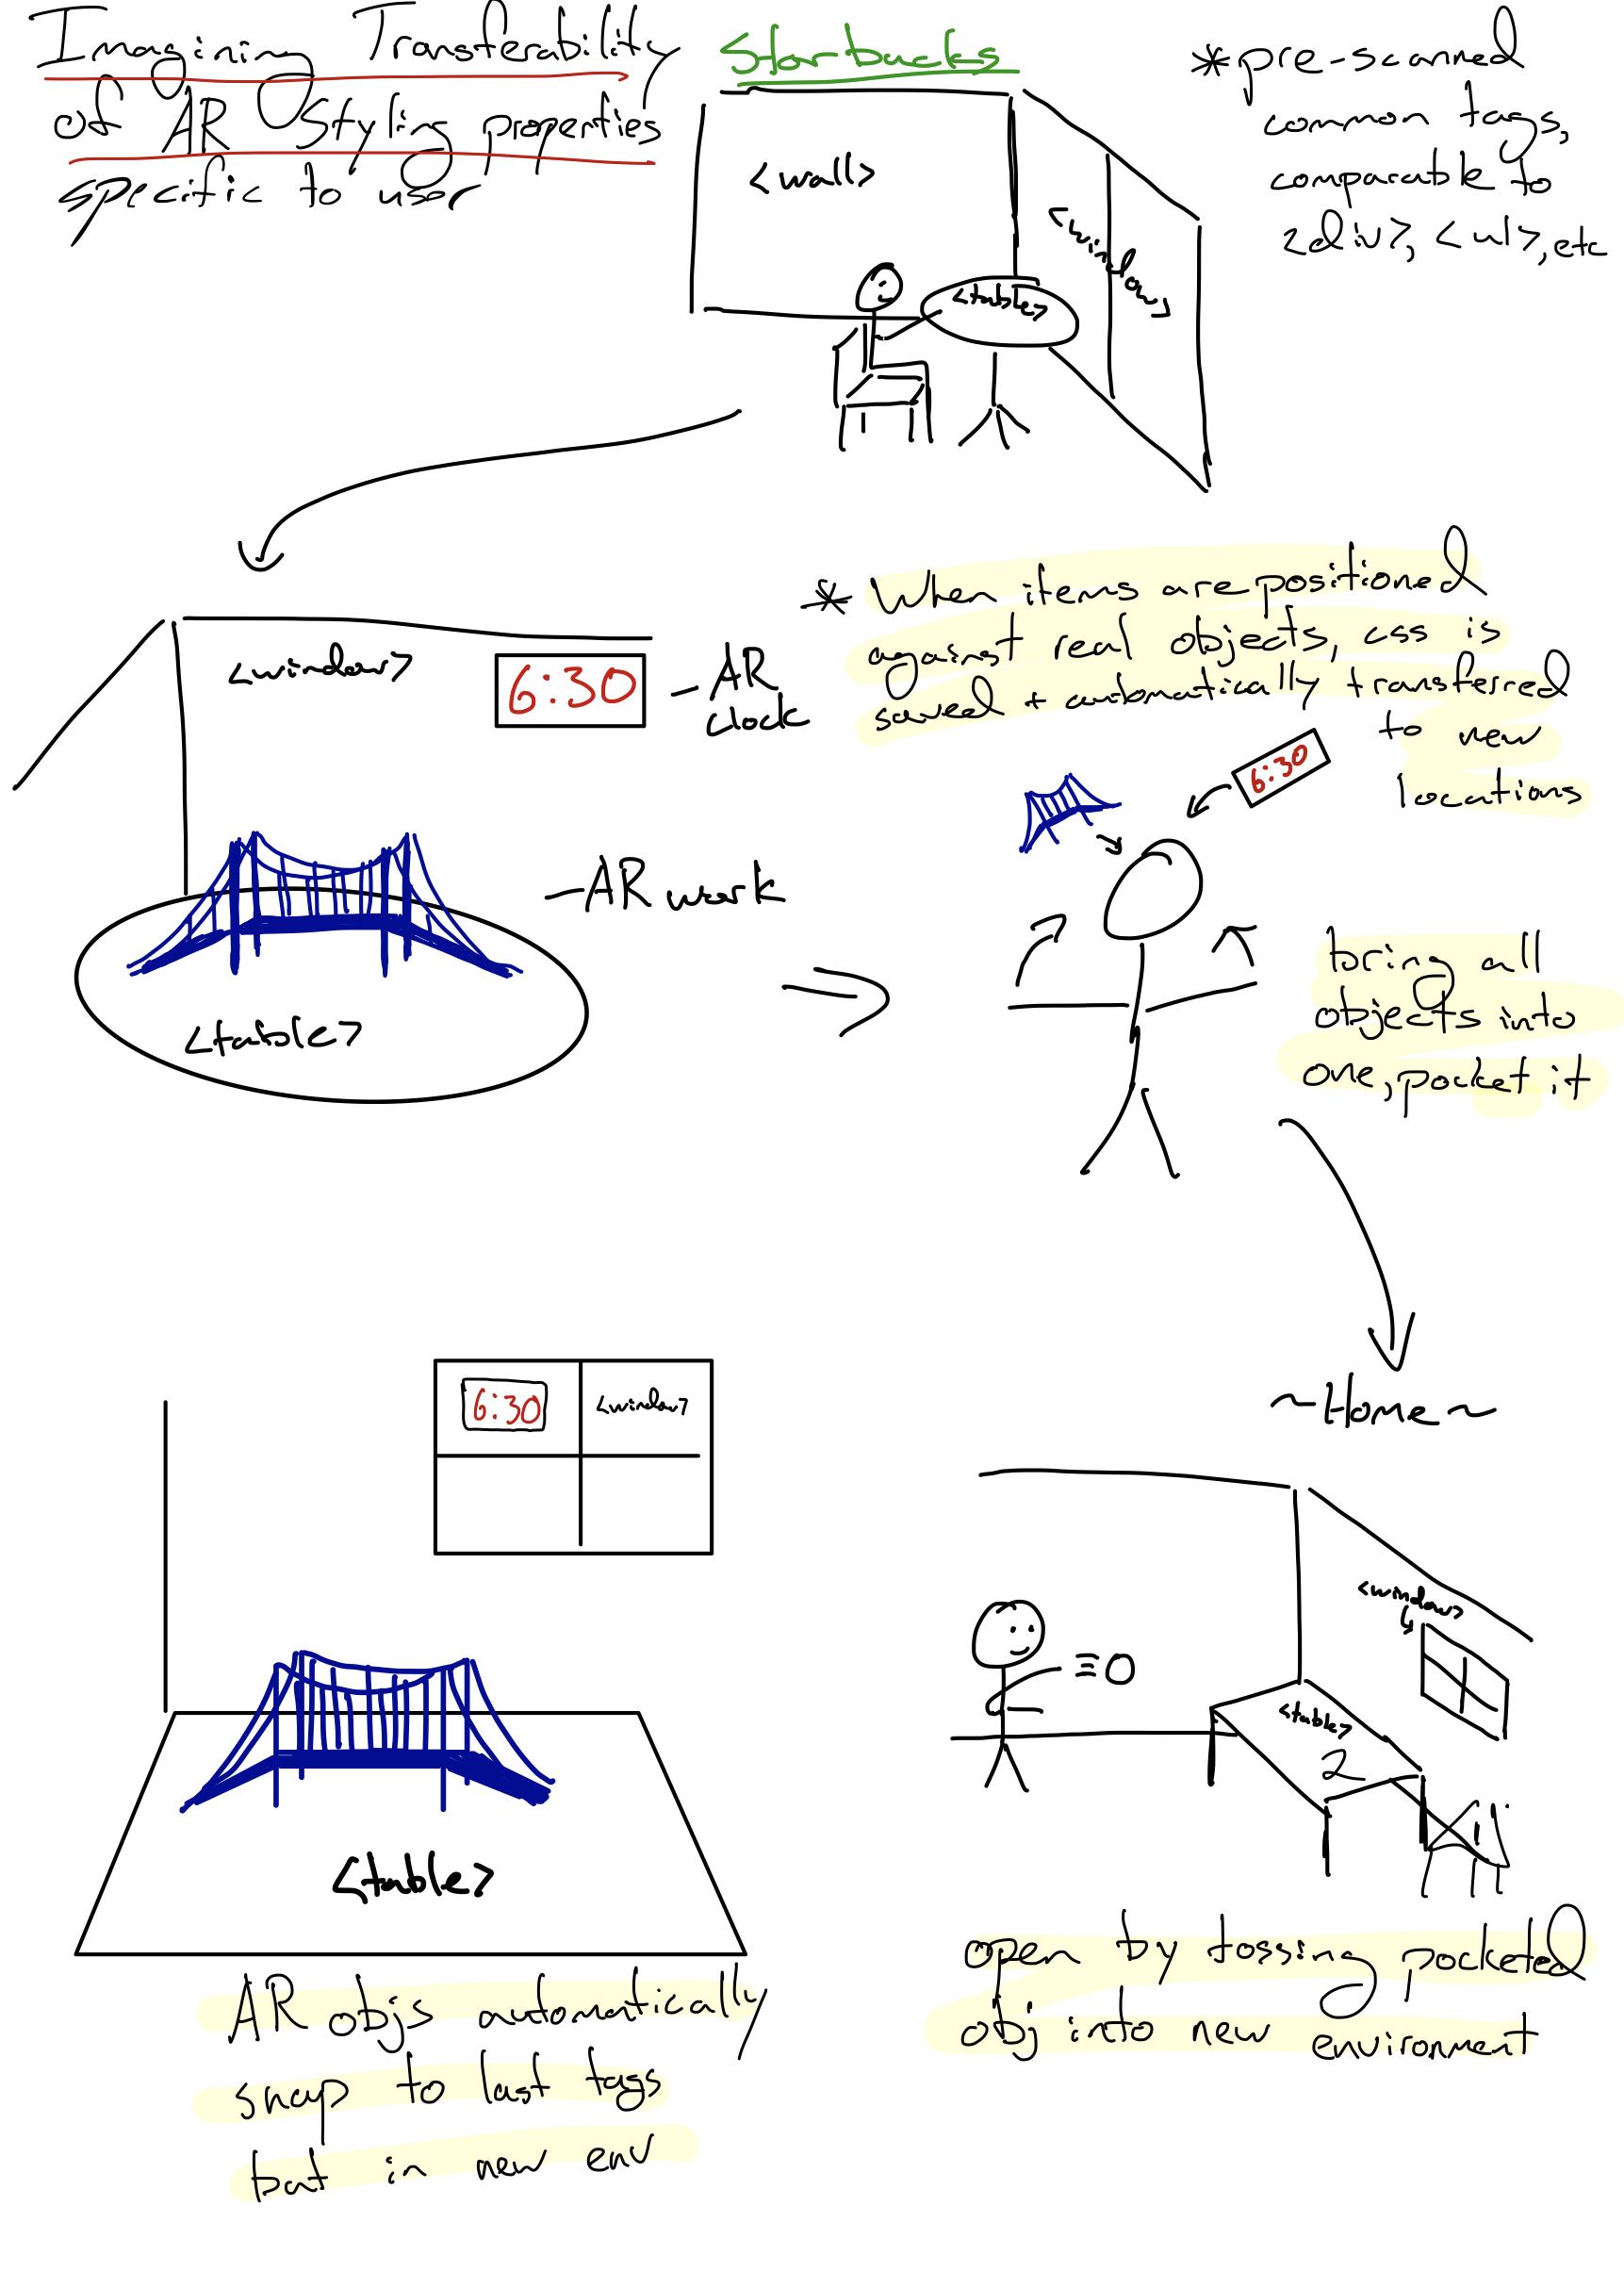 Imagining Transferability
of AR Styling properties
specific to user
Starbucks
*pre-scanned
common tags,
comparable to
<div>, <ul>, etc
<wall>
<window>
<table>
<window>
6:30
- AR
clock
* When items are positioned
against real objects, css is
saved + automatically transferred
to new
locations
6:30
-AR work
<table>
bring all
objects into
one, pocket it
6:30
<window>
~Home~
<window>
<table>
2
<table>
open by tossing pocketed
obj into new enviroment
AR objs automatically
snap to last tags
but in new env